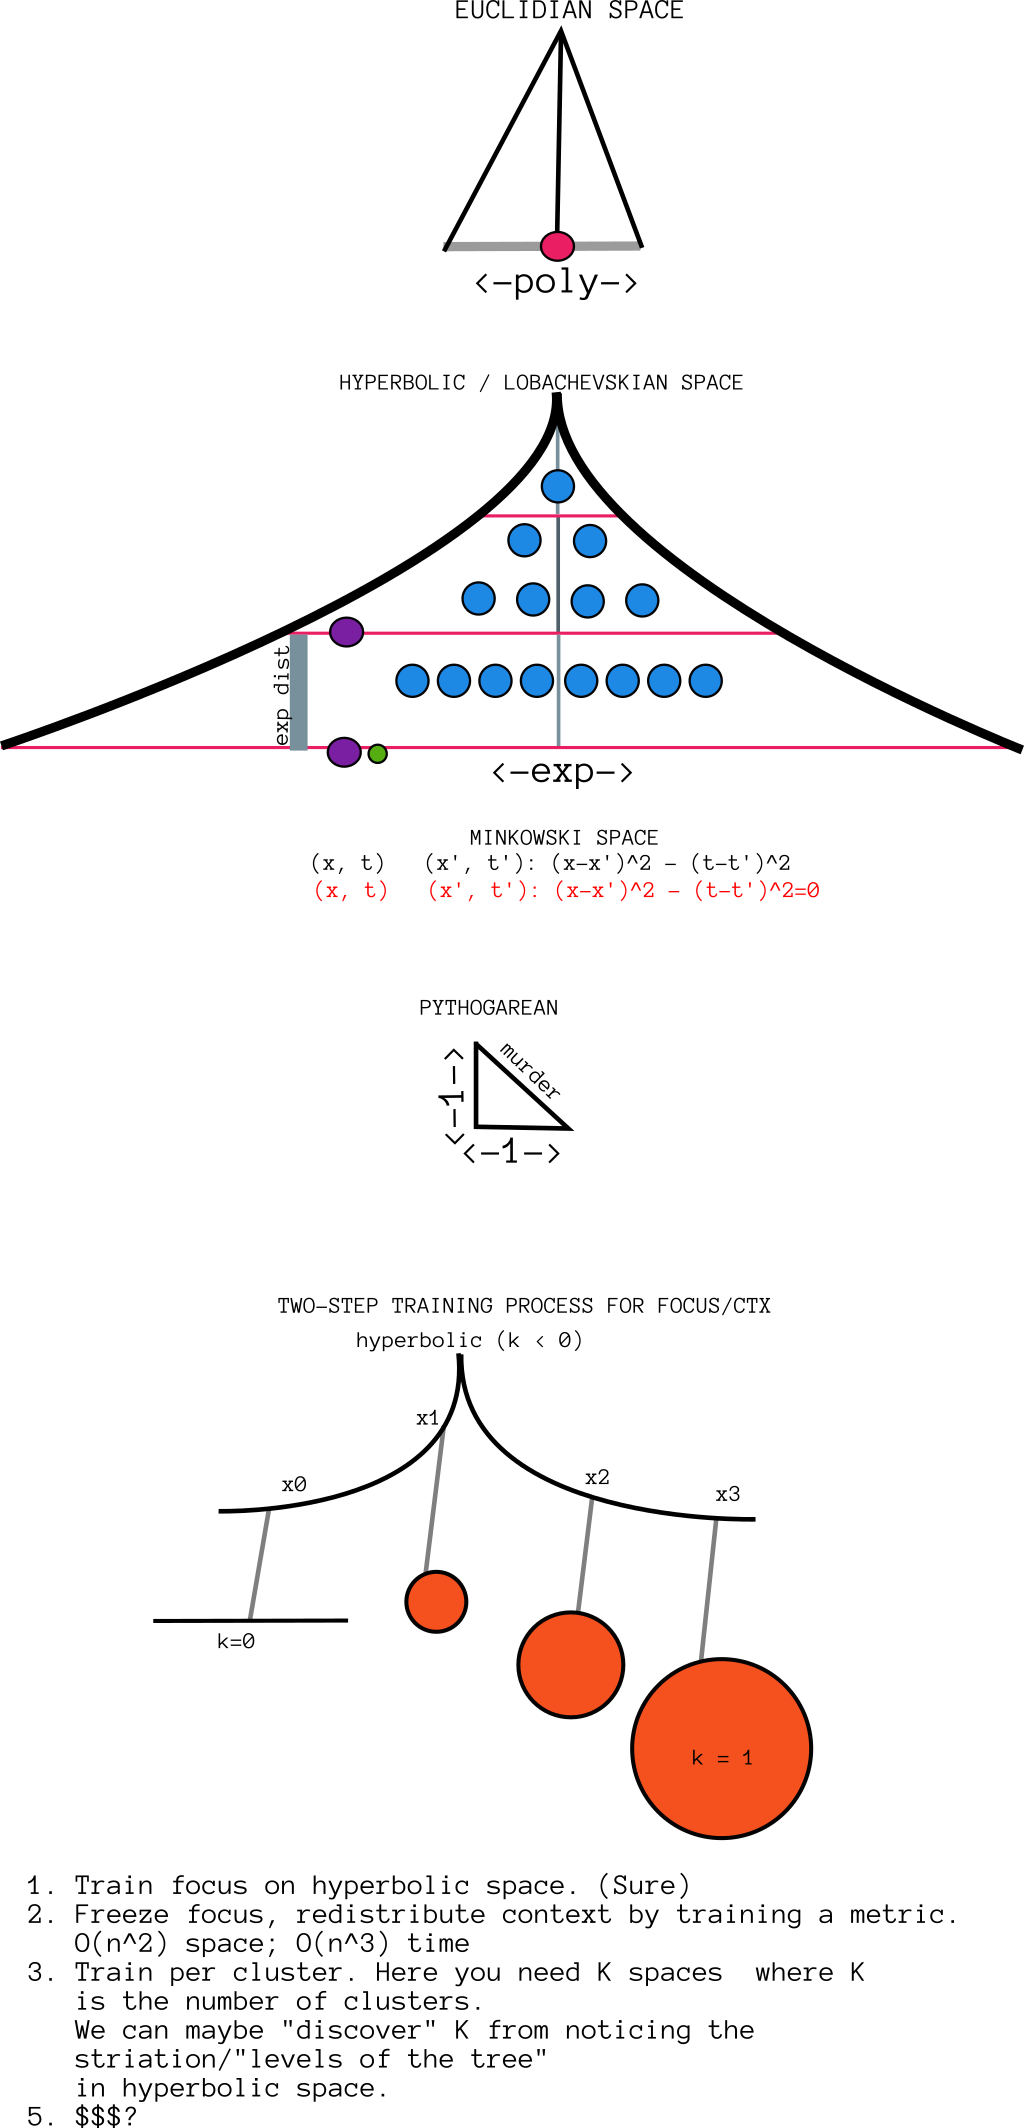 EUCLIDIAN SPACE
<-poly->
HYPERBOLIC / LOBACHEVSKIAN SPACE
exp dist
<-exp->
MINKOWSKI SPACE
(x, t)   (x', t'): (x-x')^2 - (t-t')^2
(x, t)   (x', t'): (x-x')^2 - (t-t')^2=0
PYTHOGAREAN
murder
<-1->
<-1->
TWO-STEP TRAINING PROCESS FOR FOCUS/CTX
hyperbolic (k < 0)
x1
x0
x2
x3
k=0
k = 1
1. Train focus on hyperbolic space. (Sure)
2. Freeze focus, redistribute context by training a metric.
O(n^2) space; O(n^3) time
3. Train per cluster. Here you need K spaces  where K
is the number of clusters.
We can maybe "discover" K from noticing the
striation/"levels of the tree"
in hyperbolic space.
5. $$$?